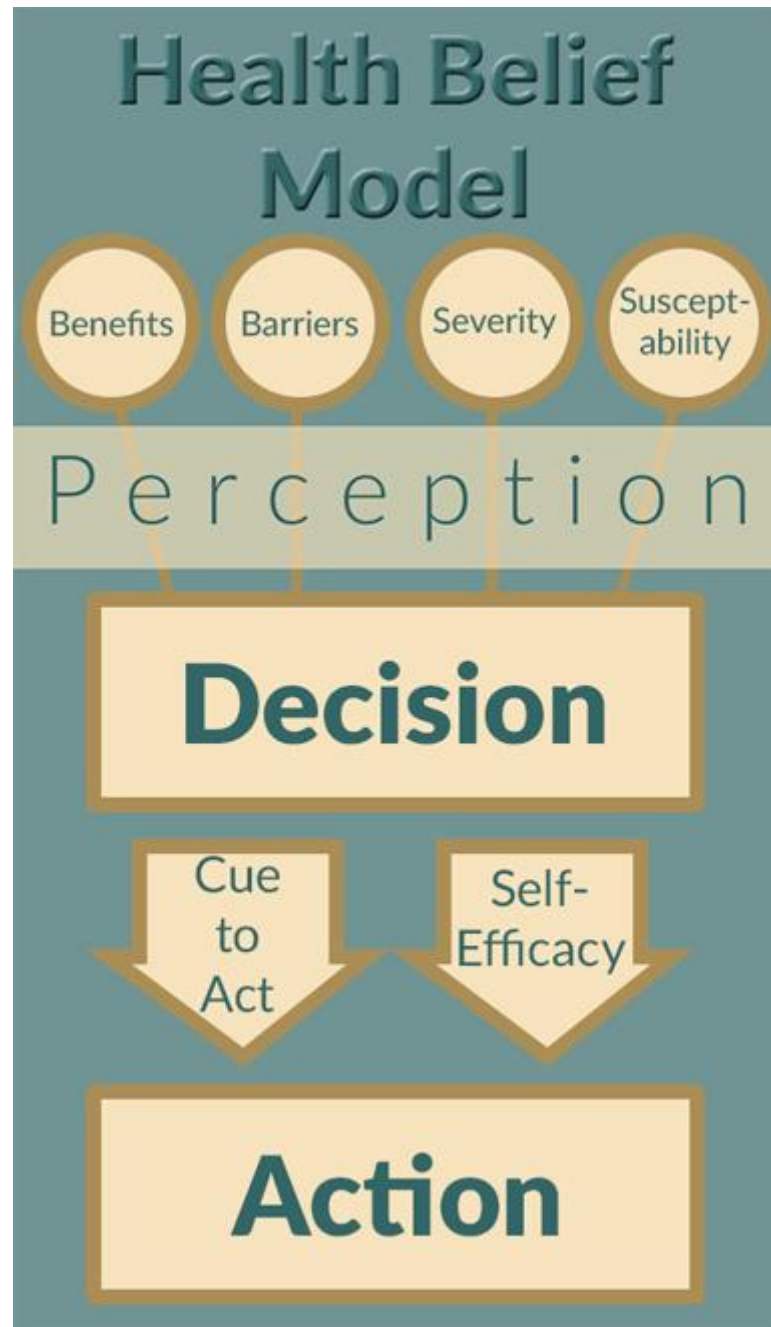 Health Belief
Model
Benefits
Barriers
Severity
Suscept-
ability
Perception
Decision
Cue
to
Act
Self-
Efficacy
Action